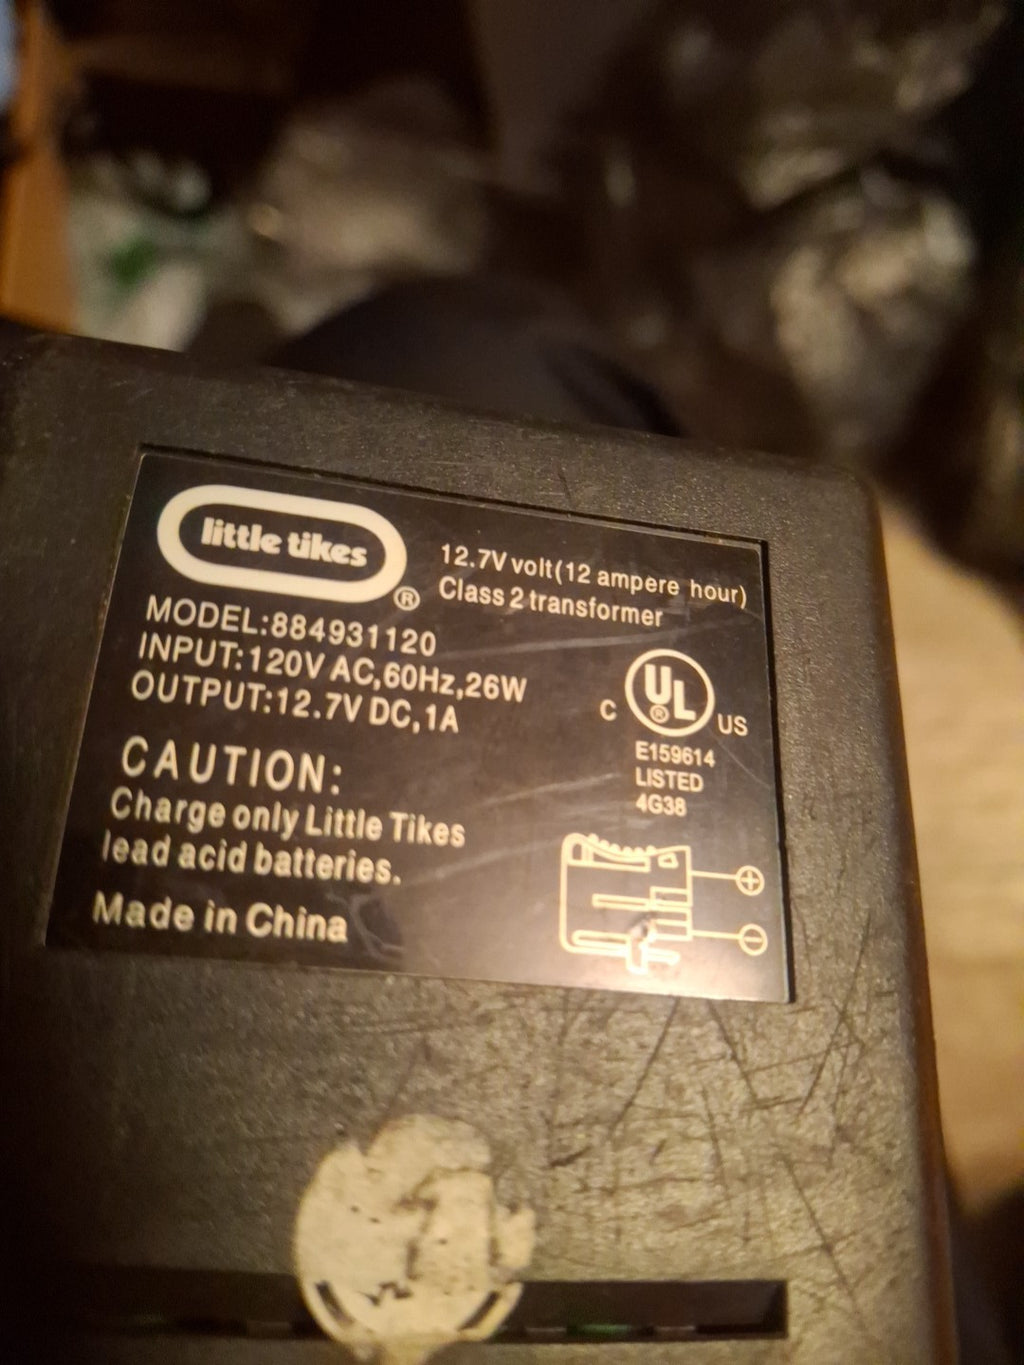 little tikes ®
12.7V volt(12 ampere hour)
Class 2 transformer
MODEL:884931120
INPUT:120V AC,60Hz,26W
OUTPUT:12.7V DC,1A
C UL ® US
E159614
LISTED
4G38
CAUTION:
Charge only Little Tikes
lead acid batteries.
Made in China
+
-